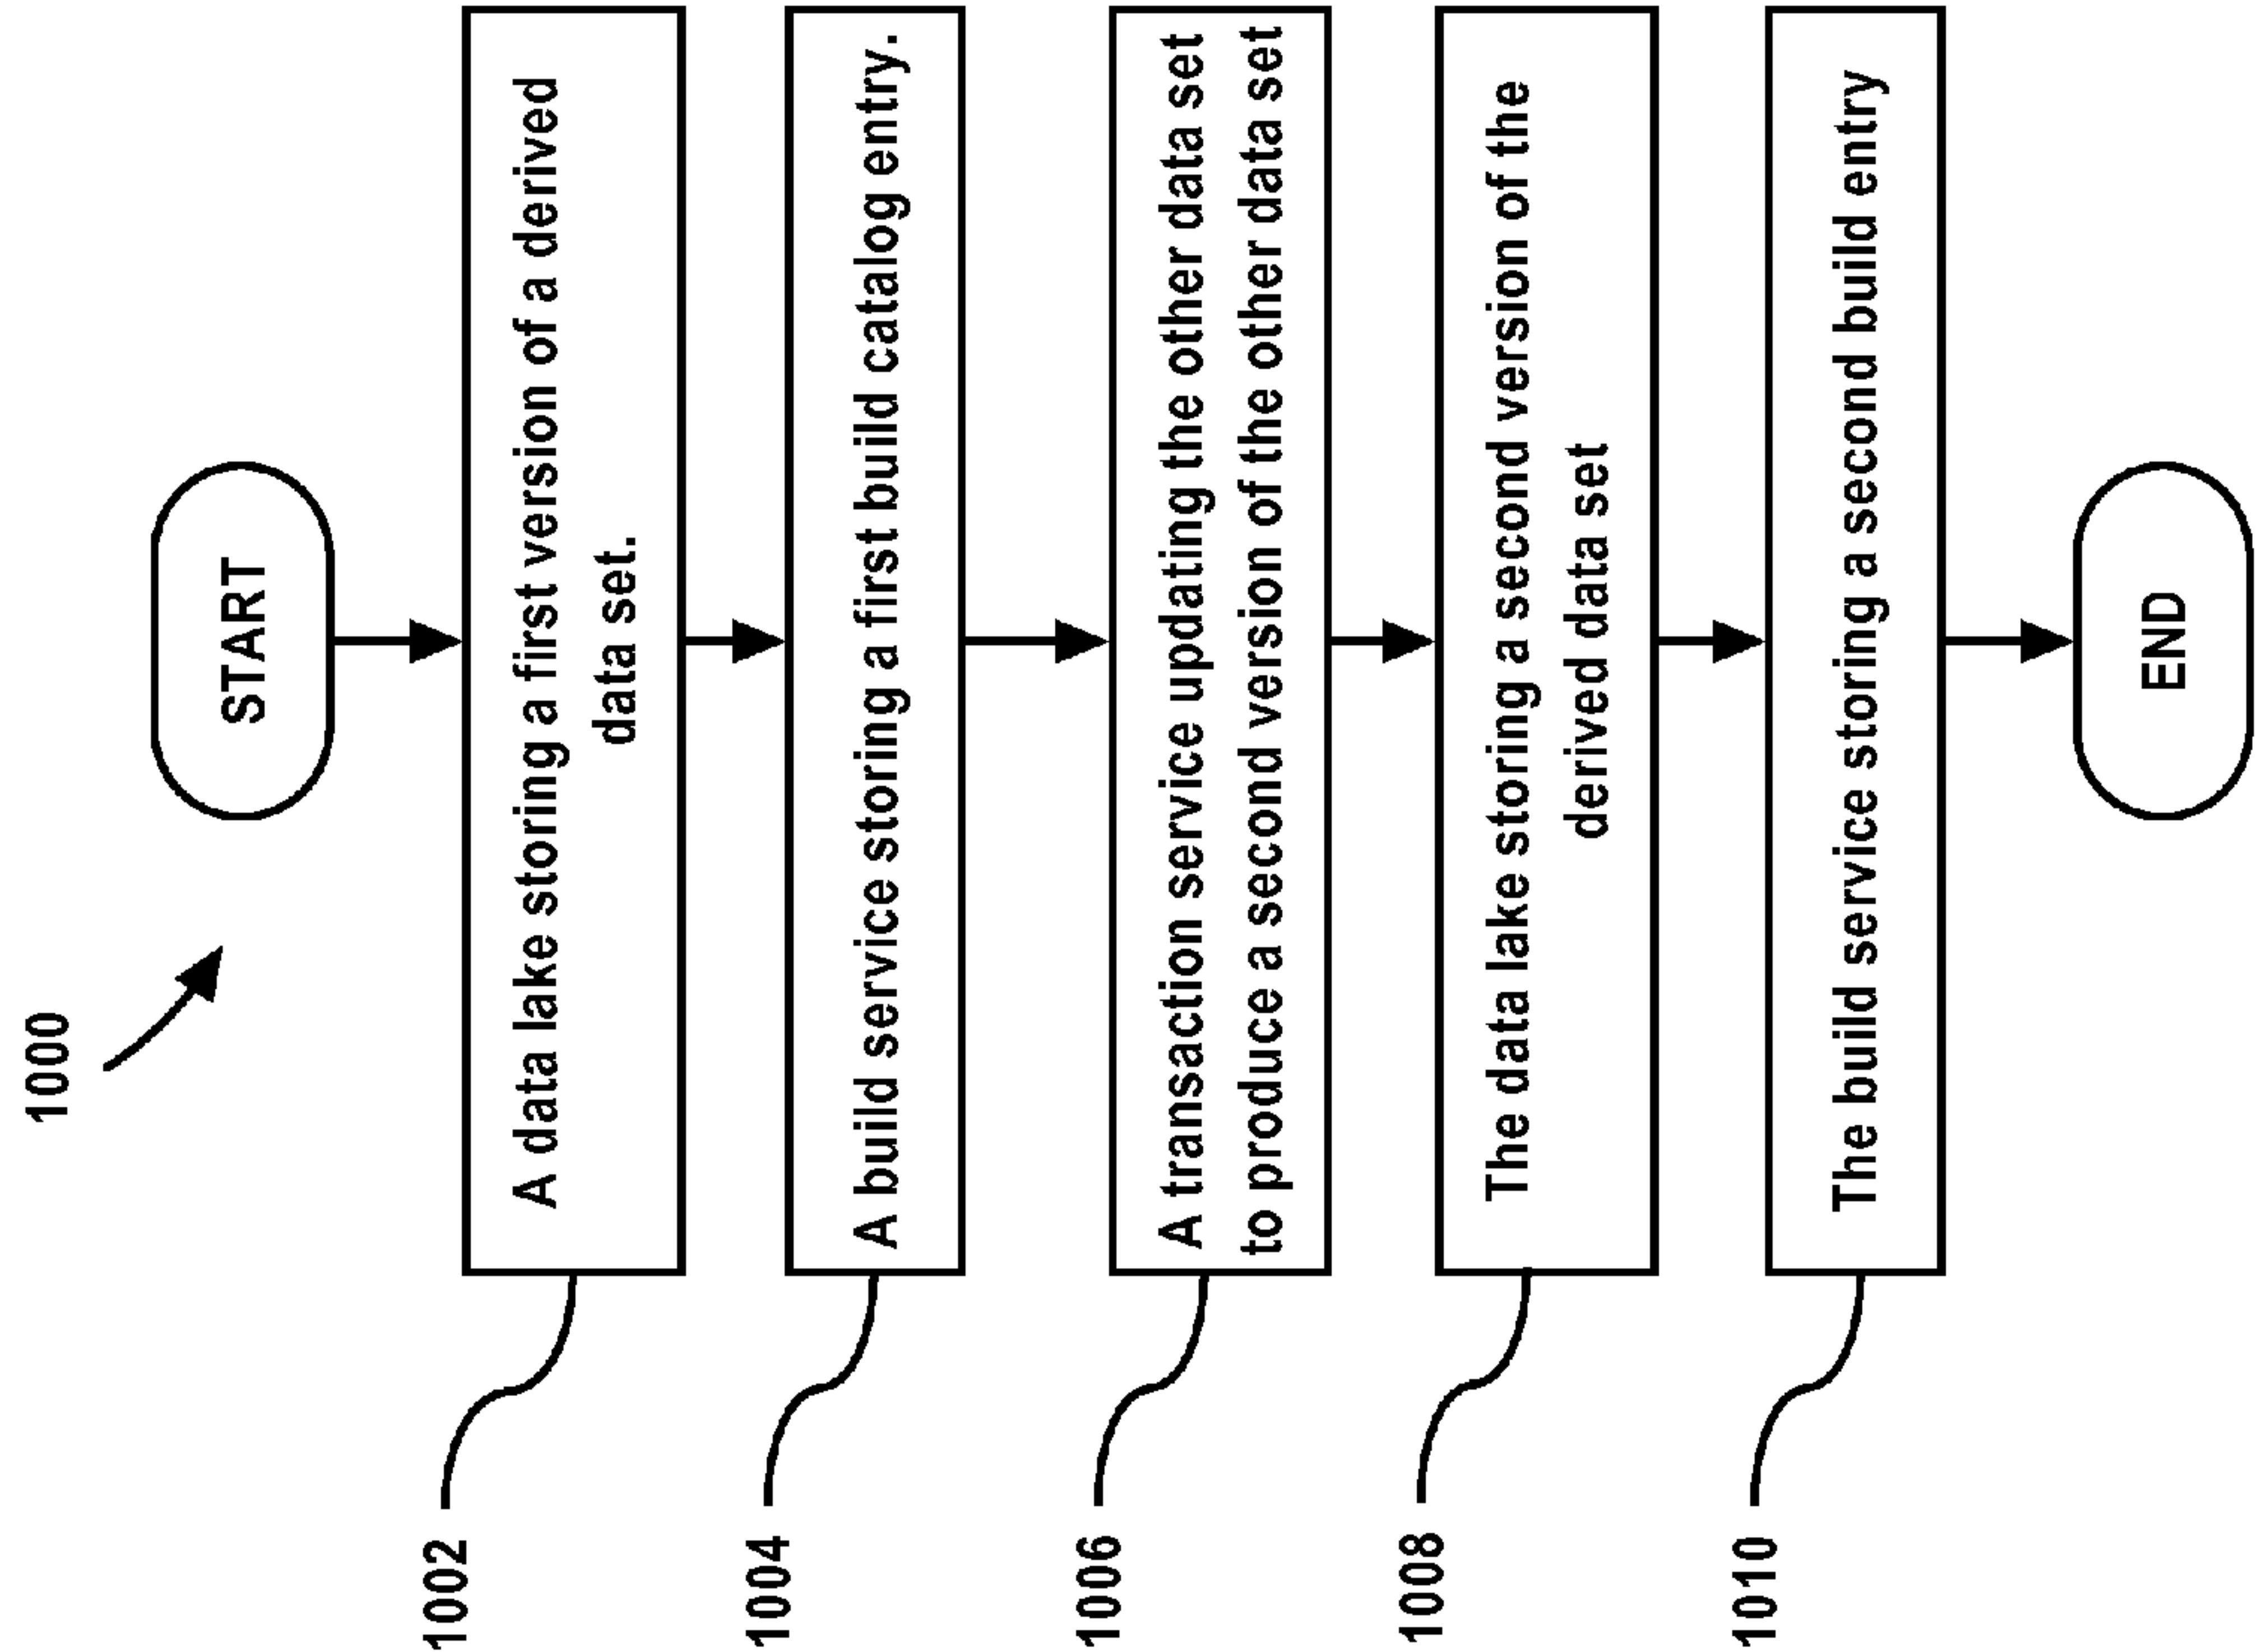 1000
START
1002
A data lake storing a first version of a derived
data set.
1004
A build service storing a first build catalog entry.
1006
A transaction service updating the other data set
to produce a second version of the other data set
1008
The data lake storing a second version of the
derived data set
1010
The build service storing a second build entry
END